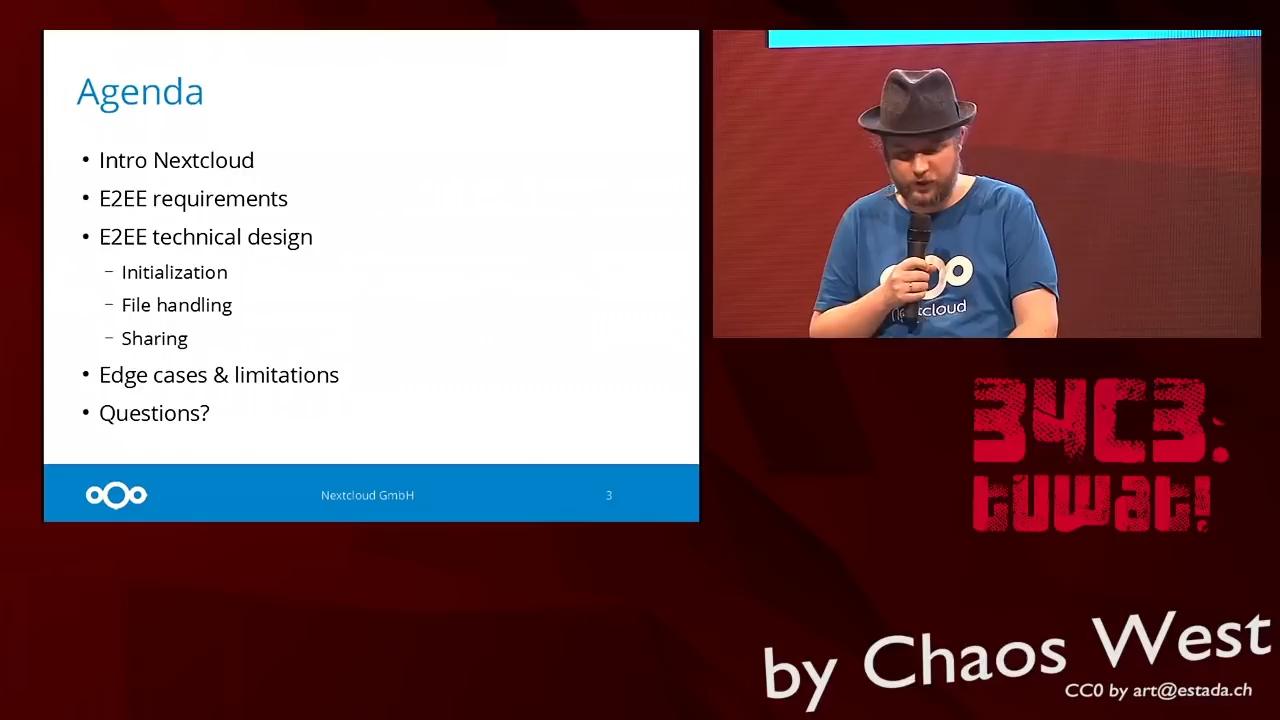 Agenda
• Intro Nextcloud
• E2EE requirements
• E2EE technical design
– Initialization
– File handling
– Sharing
• Edge cases & limitations
• Questions?
Nextcloud GmbH
3
Nextcloud
34C3:
tuwat!
by Chaos West
CC0 by art@estada.ch